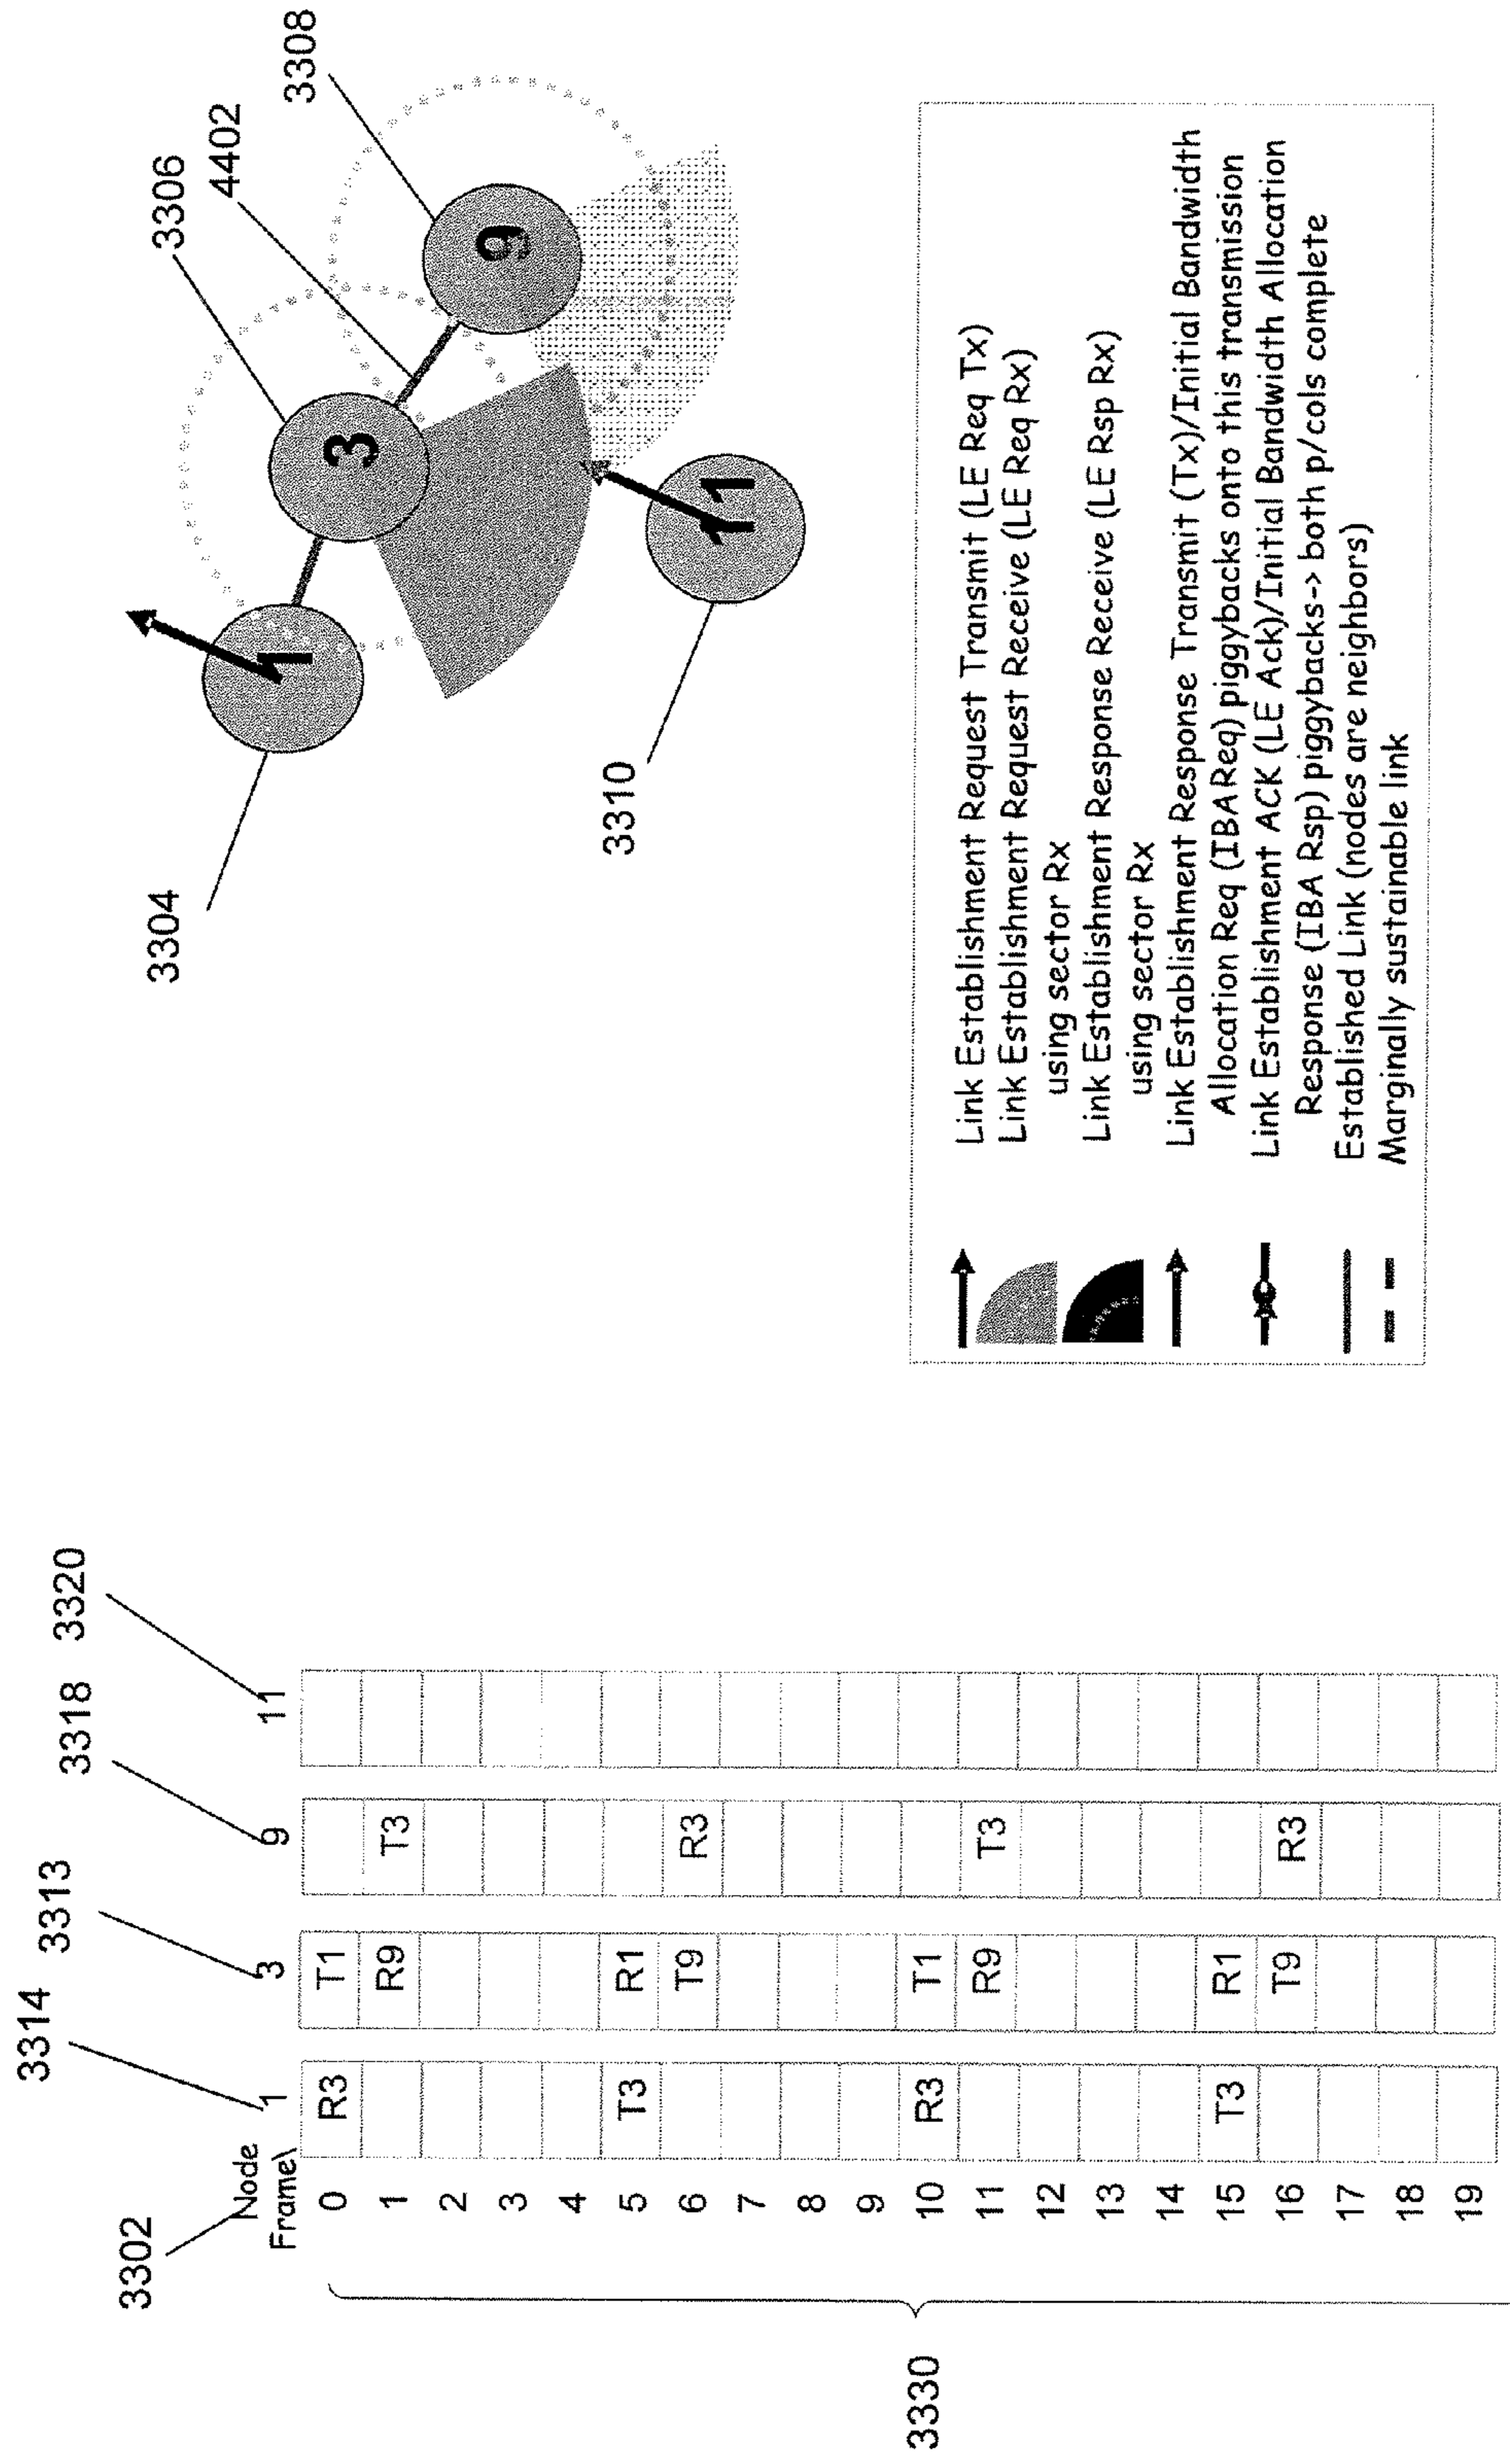 3302
3314
3313
3318
3320
Node
Frame\
1
3
9
11
0 R3 T1
1 R9 T3
2
3
4
5 T3 R1
6 T9 R3
7
8
9
10 R3 T1
11 R9 T3
12
13
14
15 T3 R1
16 T9 R3
17
18
19
3330
3304
3306
4402
3308
1
3
9
11
3310
Link Establishment Request Transmit (LE Req Tx)
Link Establishment Request Receive (LE Req Rx)
using sector Rx
Link Establishment Response Receive (LE Rsp Rx)
using sector Rx
Link Establishment Response Transmit (Tx)/Initial Bandwidth
Allocation Req (IBA Req) piggybacks onto this transmission
Link Establishment ACK (LE Ack)/Initial Bandwidth Allocation
Response (IBA Rsp) piggybacks-> both p/cols complete
Established Link (nodes are neighbors)
Marginally sustainable link